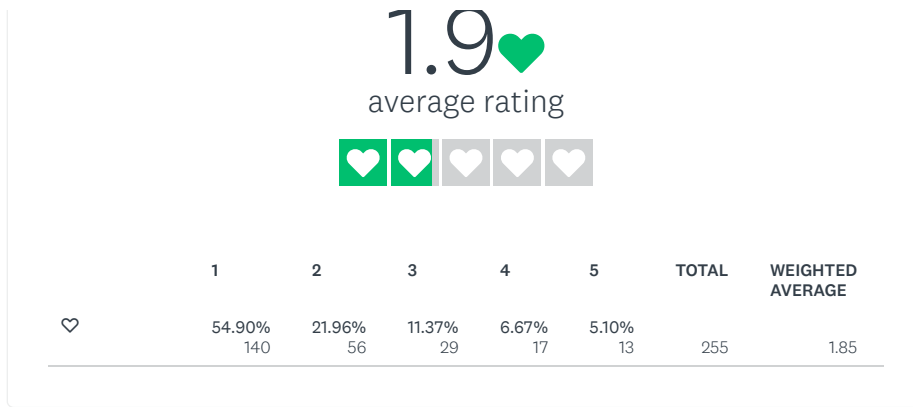 1.9
average rating
1 2 3 4 5 TOTAL WEIGHTED
AVERAGE
54.90% 21.96% 11.37% 6.67% 5.10%
140 56 29 17 13 255 1.85